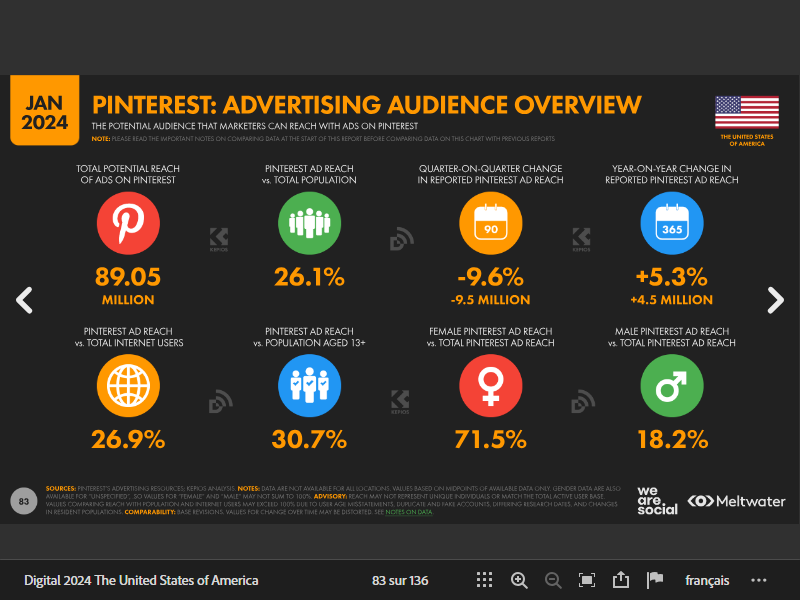 JAN
2024
PINTEREST: ADVERTISING AUDIENCE OVERVIEW
THE POTENTIAL AUDIENCE THAT MARKETERS CAN REACH WITH ADS ON PINTEREST
NOTE: PLEASE READ THE IMPORTANT NOTES ON COMPARING DATA AT THE START OF THIS REPORT BEFORE COMPARING DATA ON THIS CHART WITH PREVIOUS REPORTS
THE UNITED STATES
OF AMERICA
TOTAL POTENTIAL REACH
OF ADS ON PINTEREST
89.05
MILLION
PINTEREST AD REACH
vs. TOTAL POPULATION
26.1%
QUARTER-ON-QUARTER CHANGE
IN REPORTED PINTEREST AD REACH
90
-9.6%
-9.5 MILLION
YEAR-ON-YEAR CHANGE IN
REPORTED PINTEREST AD REACH
365
+5.3%
+4.5 MILLION
KEPIOS
KEPIOS
PINTEREST AD REACH
vs. TOTAL INTERNET USERS
26.9%
PINTEREST AD REACH
vs. POPULATION AGED 13+
30.7%
FEMALE PINTEREST AD REACH
vs. TOTAL PINTEREST AD REACH
71.5%
MALE PINTEREST AD REACH
vs. TOTAL PINTEREST AD REACH
18.2%
KEPIOS
83
SOURCES: PINTEREST'S ADVERTISING RESOURCES; KEPIOS ANALYSIS. NOTES: DATA ARE NOT AVAILABLE FOR ALL LOCATIONS. VALUES BASED ON MIDPOINTS OF AVAILABLE DATA ONLY. GENDER DATA ARE ALSO
AVAILABLE FOR "UNSPECIFIED", SO VALUES FOR "FEMALE" AND "MALE" MAY NOT SUM TO 100%. ADVISORY: REACH MAY NOT REPRESENT UNIQUE INDIVIDUALS OR MATCH THE TOTAL ACTIVE USER BASE.
VALUES COMPARING REACH WITH POPULATION AND INTERNET USERS MAY EXCEED 100% DUE TO USER AGE MISSTATEMENTS, DUPLICATE AND FAKE ACCOUNTS, DIFFERING RESEARCH DATES, AND CHANGES
IN RESIDENT POPULATIONS. COMPARABILITY: BASE REVISIONS. VALUES FOR CHANGE OVER TIME MAY BE DISTORTED. SEE NOTES ON DATA
we
are.
social
Meltwater
Digital 2024 The United States of America
83 sur 136
français